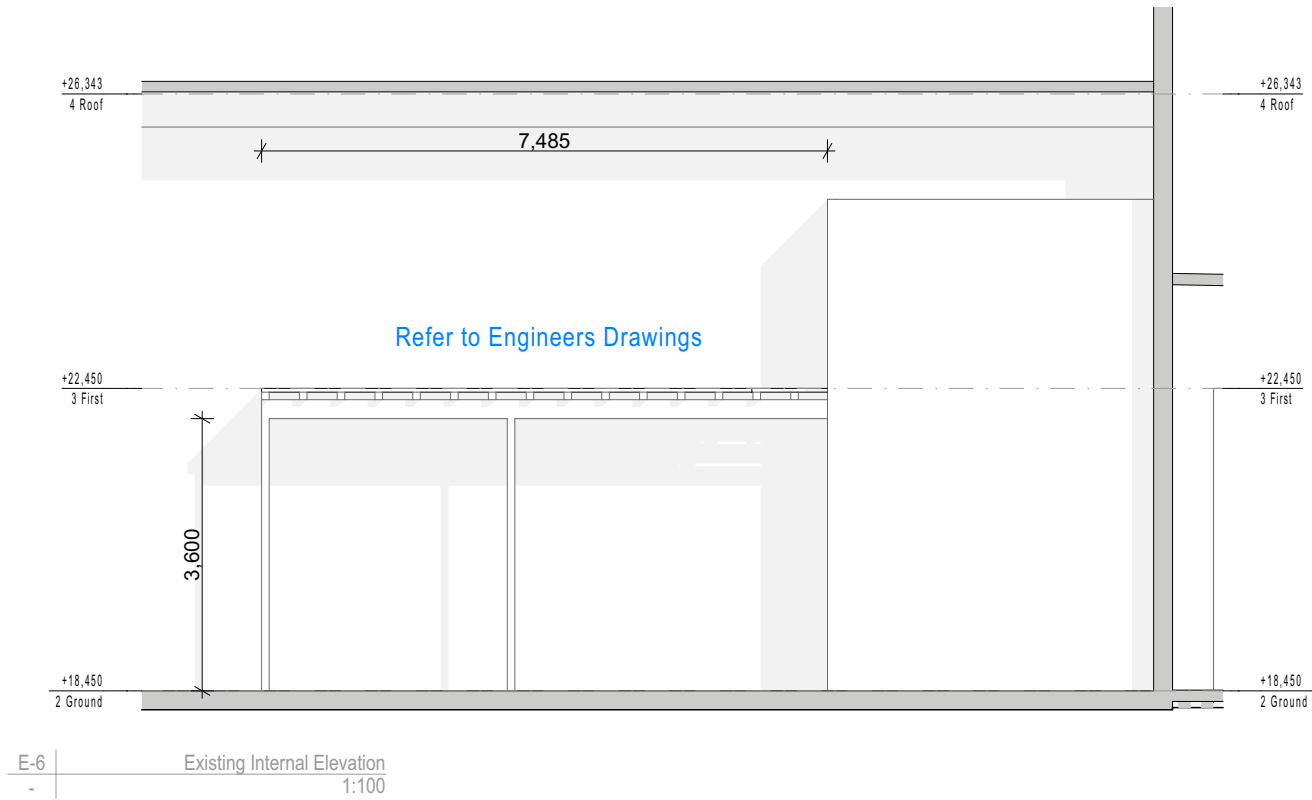 +26,343
4 Roof
+26,343
4 Roof
7,485
Refer to Engineers Drawings
+22,450
3 First
+22,450
3 First
3,600
+18,450
2 Ground
+18,450
2 Ground
E-6
Existing Internal Elevation
-
1:100